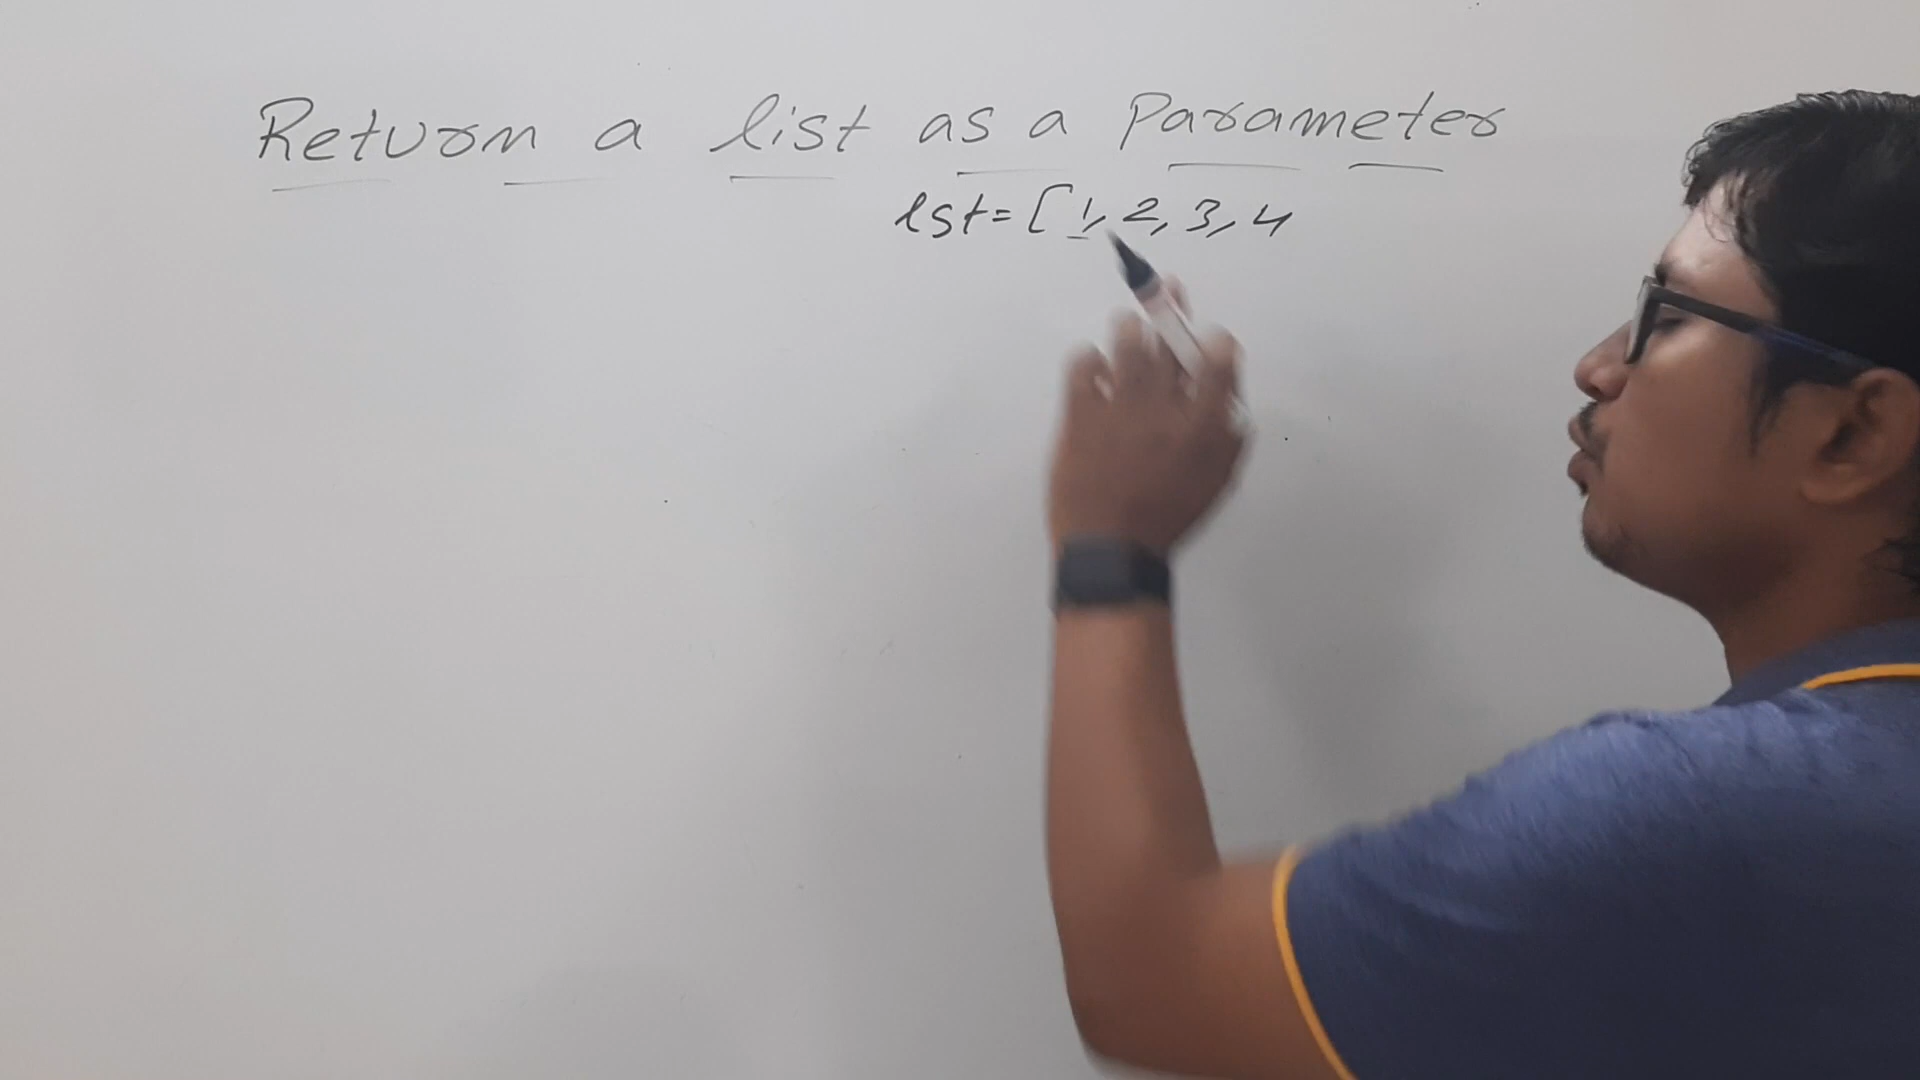 Return a list as a Parameter
lst=[1,2,3,4